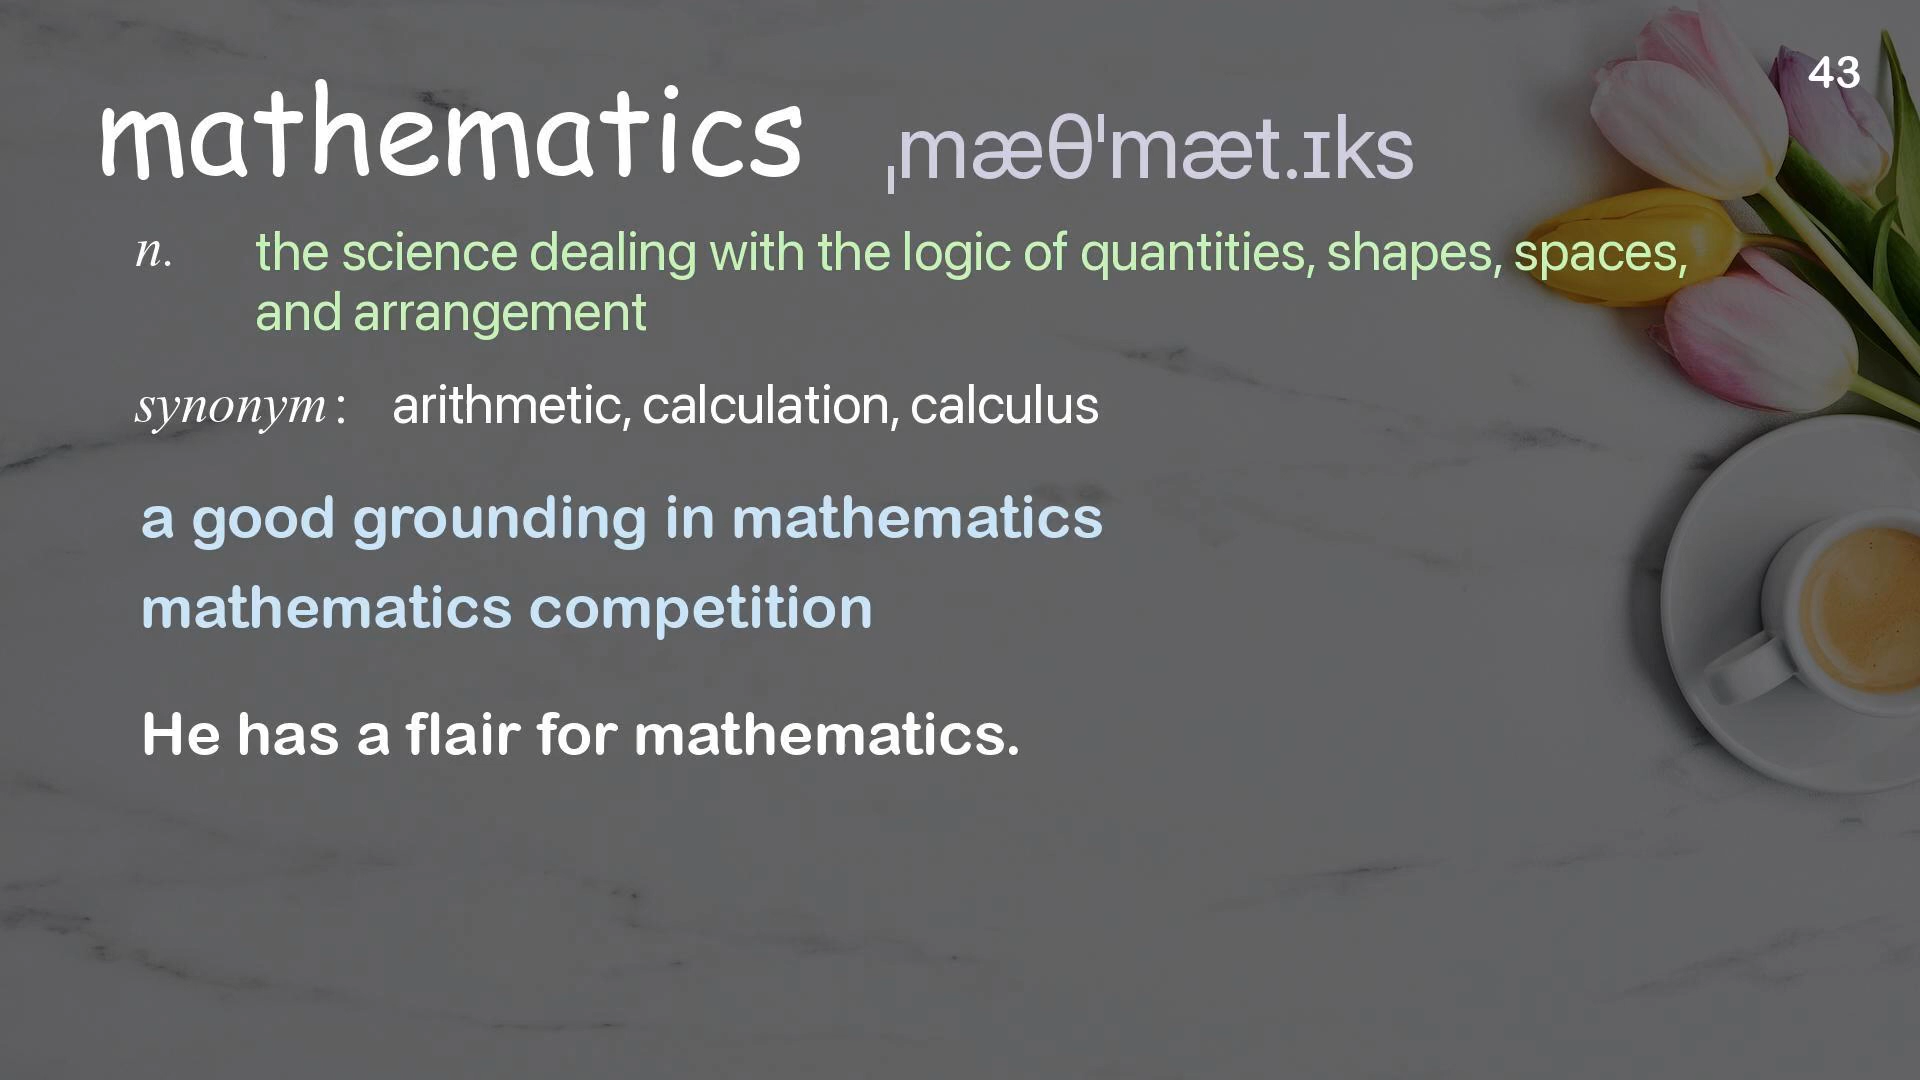 43
mathematics ˌmæθˈmæt.ɪks
n. the science dealing with the logic of quantities, shapes, spaces,
and arrangement
synonym: arithmetic, calculation, calculus
a good grounding in mathematics
mathematics competition
He has a flair for mathematics.